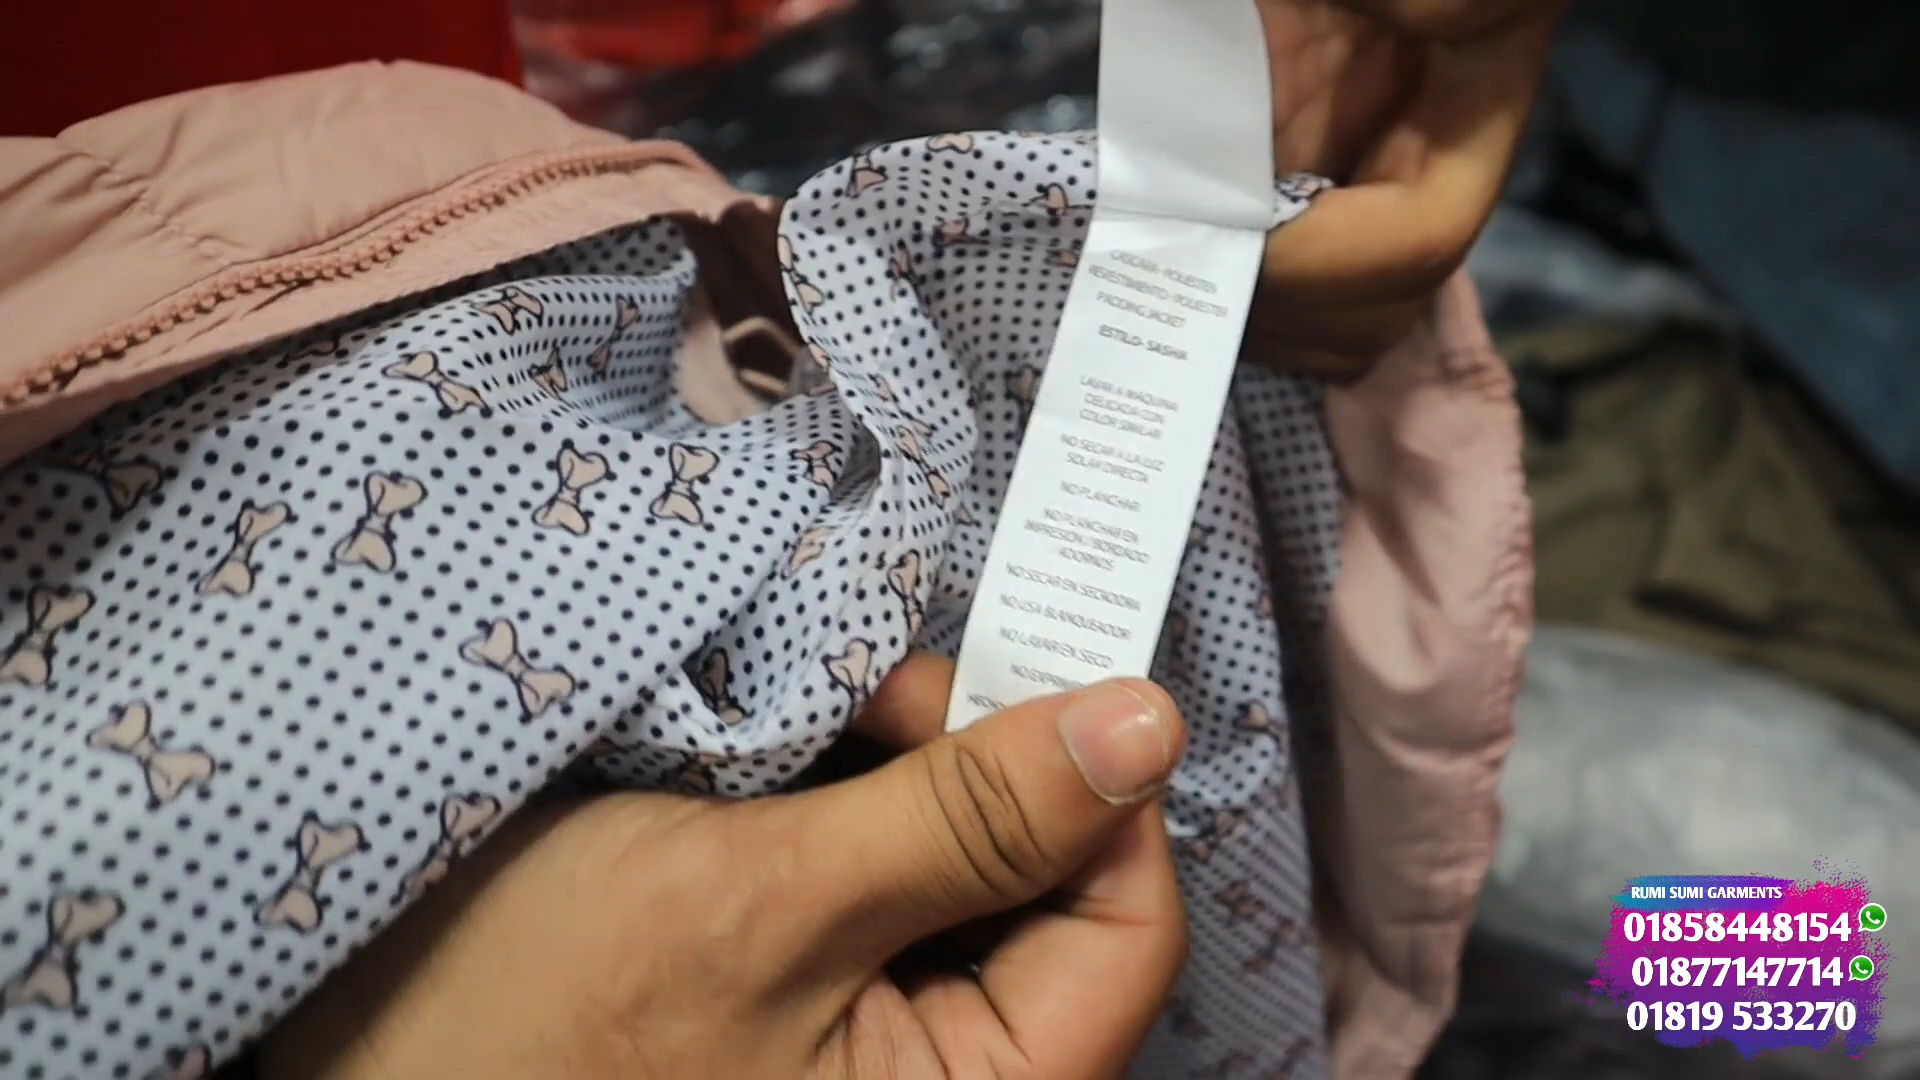 CASCARA - POLIESTER
REVESTIMIENTO - POLIESTER
PADDING JACKET
ESTILO- SASHA
LAVAR A MAQUINA
DELICADA CON
COLOR SIMILAR
NO SECAR A LA LUZ
SOLAR DIRECTA
NO PLANCHAR
NO PLANCHAR EN
IMPRESION / BORDADO
/ ADORNOS
NO SECAR EN SECADORA
NO USA BLANQUEADOR
NO LAVAR EN SECO
NO
RUMI SUMI GARMENTS
01858448154
01877147714
01819 533270